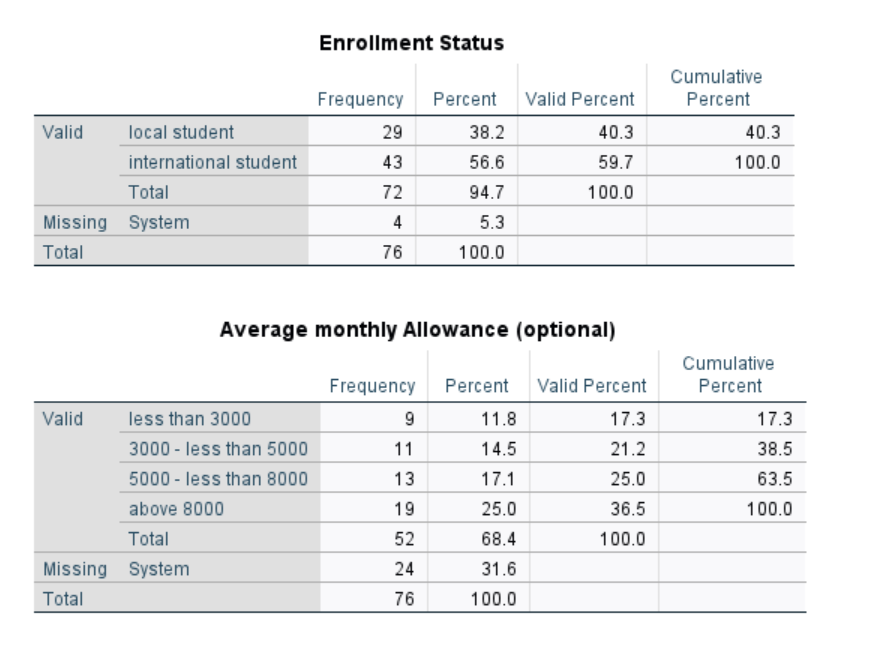 Enrollment Status
Frequency Percent Valid Percent Cumulative Percent
Valid local student 29 38.2 40.3 40.3
international student 43 56.6 59.7 100.0
Total 72 94.7 100.0
Missing System 4 5.3
Total 76 100.0
Average monthly Allowance (optional)
Frequency Percent Valid Percent Cumulative Percent
Valid less than 3000 9 11.8 17.3 17.3
3000 - less than 5000 11 14.5 21.2 38.5
5000 - less than 8000 13 17.1 25.0 63.5
above 8000 19 25.0 36.5 100.0
Total 52 68.4 100.0
Missing System 24 31.6
Total 76 100.0